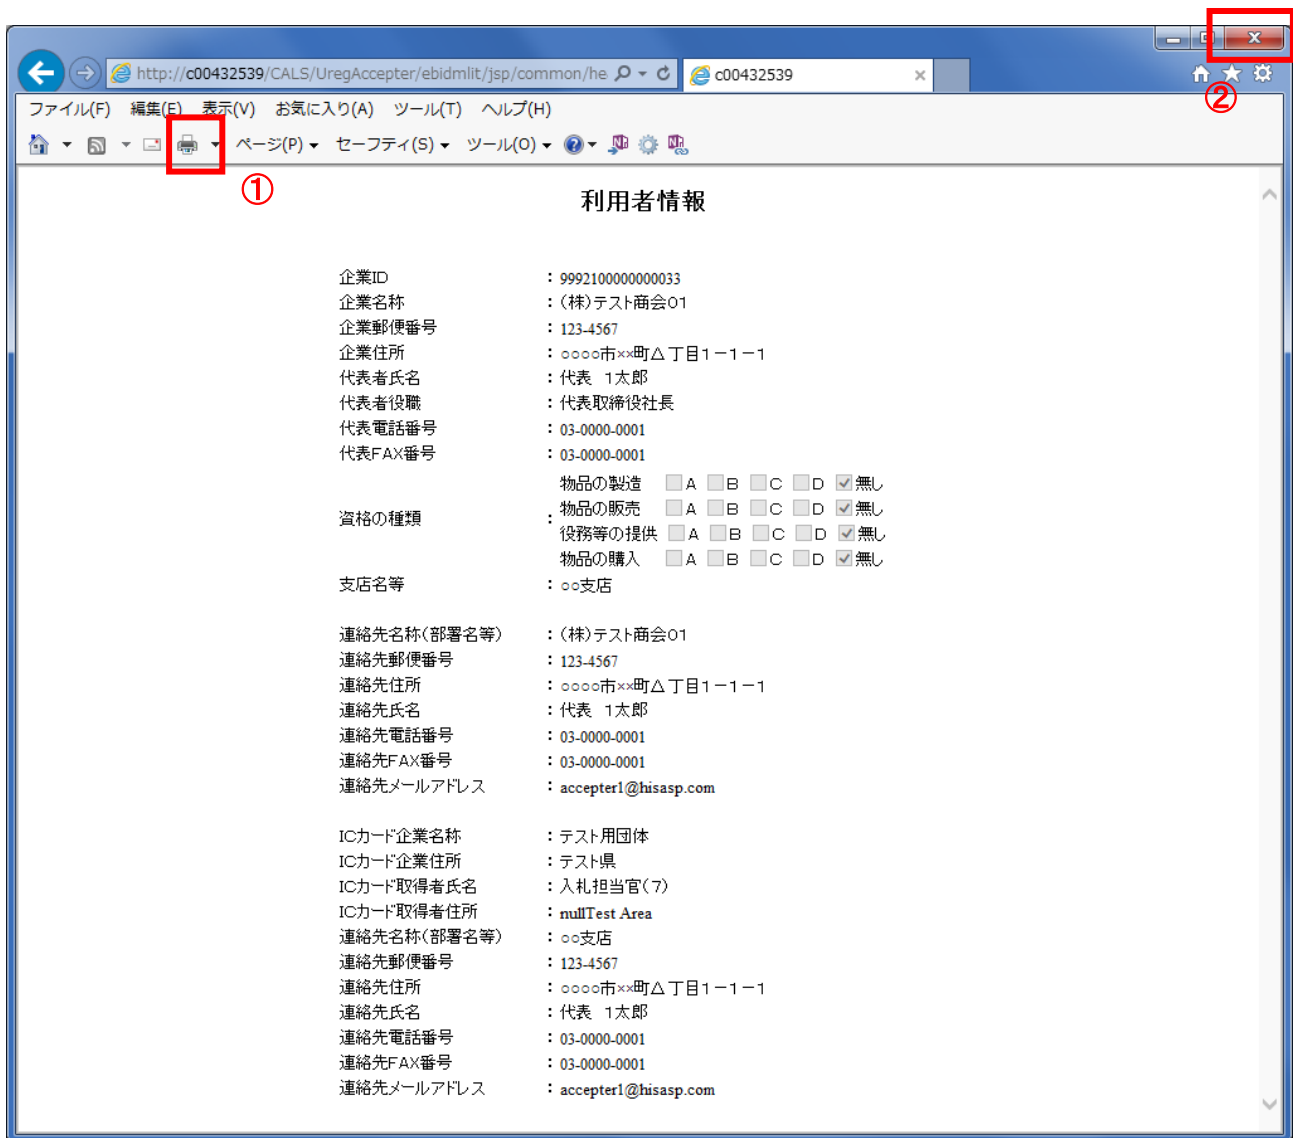 ②
http://c00432539/CALS/UregAccepter/ebidmlit/jsp/common/he
c00432539
ファイル(F) 編集(E) 表示(V) お気に入り(A) ツール(T) ヘルプ(H)
ページ(P) セーフティ(S) ツール(O)
①
利用者情報
企業ID : 9992100000000033
企業名称 : (株)テスト商会01
企業郵便番号 : 123-4567
企業住所 : ○○○○市××町△丁目1－1－1
代表者氏名 : 代表 1太郎
代表者役職 : 代表取締役社長
代表電話番号 : 03-0000-0001
代表FAX番号 : 03-0000-0001
資格の種類 :
物品の製造 A B C D 無し
物品の販売 A B C D 無し
役務等の提供 A B C D 無し
物品の購入 A B C D 無し
支店名等 : ○○支店
連絡先名称(部署名等) : (株)テスト商会01
連絡先郵便番号 : 123-4567
連絡先住所 : ○○○○市××町△丁目1－1－1
連絡先氏名 : 代表 1太郎
連絡先電話番号 : 03-0000-0001
連絡先FAX番号 : 03-0000-0001
連絡先メールアドレス : accepter1@hisasp.com
ICカード企業名称 : テスト用団体
ICカード企業住所 : テスト県
ICカード取得者氏名 : 入札担当官(7)
ICカード取得者住所 : nullTest Area
連絡先名称(部署名等) : ○○支店
連絡先郵便番号 : 123-4567
連絡先住所 : ○○○○市××町△丁目1－1－1
連絡先氏名 : 代表 1太郎
連絡先電話番号 : 03-0000-0001
連絡先FAX番号 : 03-0000-0001
連絡先メールアドレス : accepter1@hisasp.com